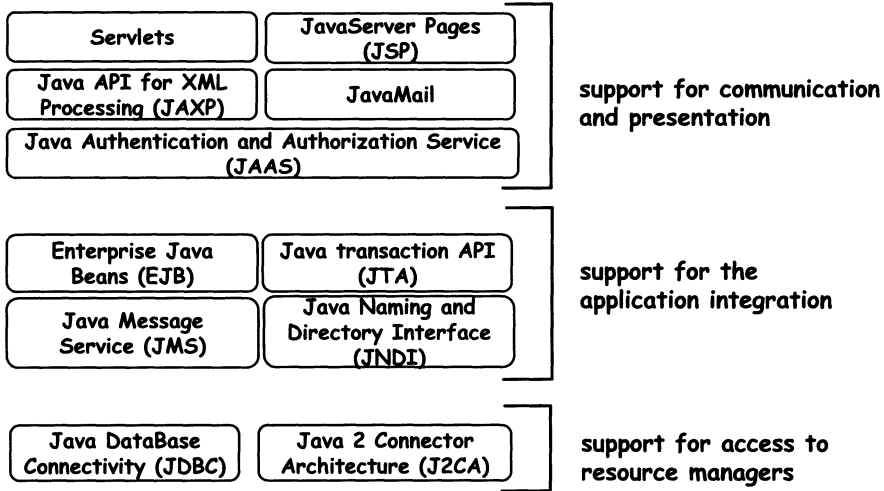 Servlets
JavaServer Pages
(JSP)
Java API for XML
Processing (JAXP)
JavaMail
Java Authentication and Authorization Service
(JAAS)
support for communication
and presentation
Enterprise Java
Beans (EJB)
Java transaction API
(JTA)
Java Message
Service (JMS)
Java Naming and
Directory Interface
(JNDI)
support for the
application integration
Java DataBase
Connectivity (JDBC)
Java 2 Connector
Architecture (J2CA)
support for access to
resource managers